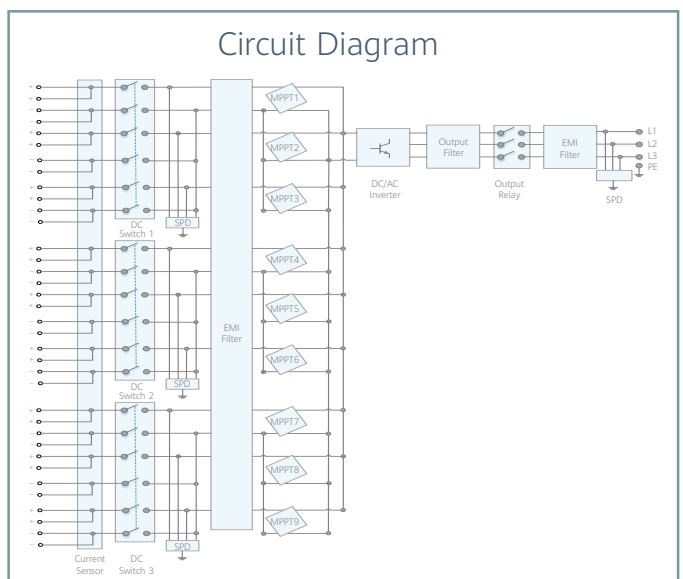 Circuit Diagram
MPPT1
MPPT2
MPPT3
DC
Switch 1
SPD
MPPT4
MPPT5
MPPT6
DC
Switch 2
SPD
EMI
Filter
MPPT7
MPPT8
MPPT9
SPD
Current
Sensor
DC
Switch 3
DC/AC
Inverter
Output
Filter
Output
Relay
EMI
Filter
L1
L2
L3
PE
SPD